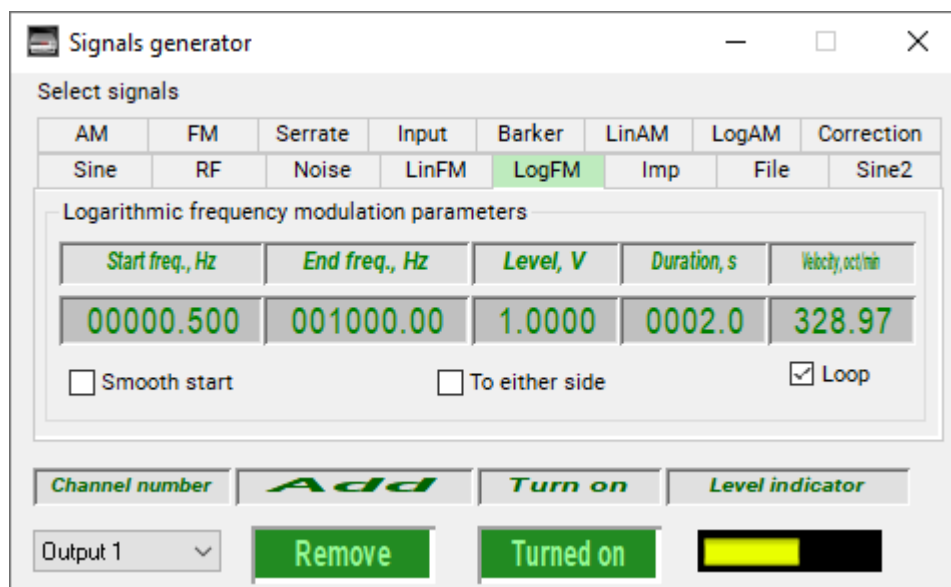 Signals generator
Select signals
AM FM Serrate Input Barker LinAM LogAM Correction
Sine RF Noise LinFM LogFM Imp File Sine2
Logarithmic frequency modulation parameters
Start freq., Hz End freq., Hz Level, V Duration, s Velocity, oct/min
00000.500 001000.00 1.0000 0002.0 328.97
Smooth start To either side Loop
Channel number Add Turn on Level indicator
Output 1 Remove Turned on